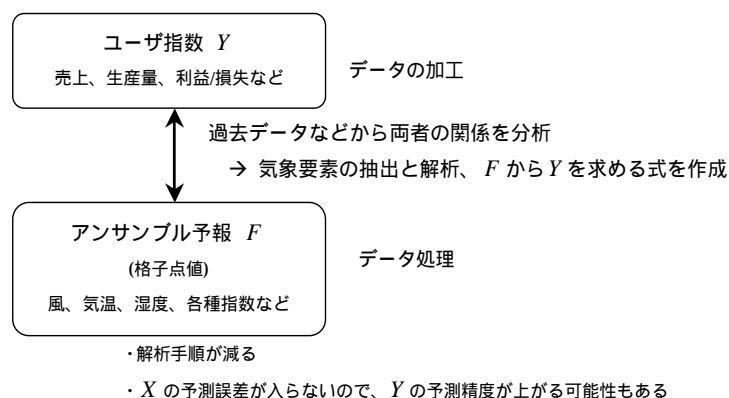 ユーザ指数 Y
売上、生産量、利益/損失など
データの加工
過去データなどから両者の関係を分析
→ 気象要素の抽出と解析、 F から Y を求める式を作成
アンサンブル予報 F
(格子点値)
風、気温、湿度、各種指数など
データ処理
・解析手順が減る
・ X の予測誤差が入らないので、 Y の予測精度が上がる可能性もある